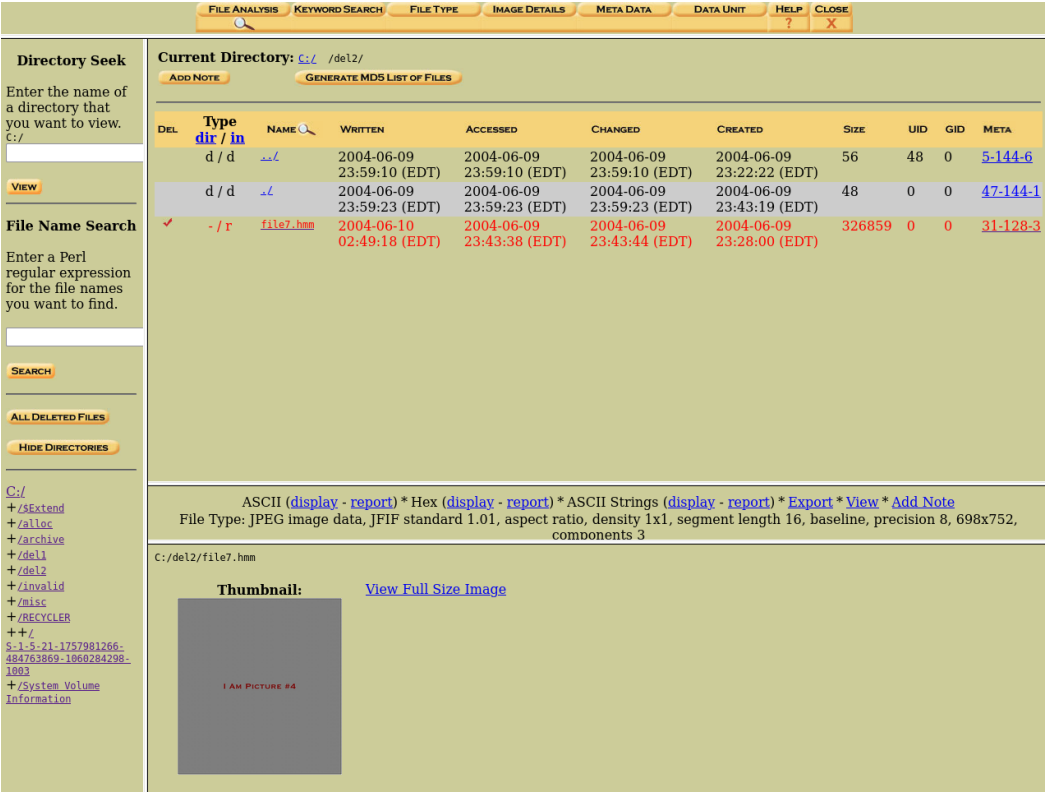 FILE ANALYSIS KEYWORD SEARCH FILE TYPE IMAGE DETAILS META DATA DATA UNIT HELP CLOSE
? X
Directory Seek
Enter the name of
a directory that
you want to view.
C:/
VIEW
File Name Search
Enter a Perl
regular expression
for the file names
you want to find.
SEARCH
ALL DELETED FILES
HIDE DIRECTORIES
C:/
+/$Extend
+/alloc
+/archive
+/del1
+/del2
+/invalid
+/misc
+/RECYCLER
++/
S-1-5-21-1757981266-
484763869-1060284298-
1003
+/System Volume
Information
Current Directory: C:/ /del2/
ADD NOTE GENERATE MD5 LIST OF FILES
DEL Type dir / in NAME WRITTEN ACCESSED CHANGED CREATED SIZE UID GID META
d / d ../ 2004-06-09 2004-06-09 2004-06-09 2004-06-09 56 48 0 5-144-6
23:59:10 (EDT) 23:59:10 (EDT) 23:59:10 (EDT) 23:22:22 (EDT)
d / d ./ 2004-06-09 2004-06-09 2004-06-09 2004-06-09 48 0 0 47-144-1
23:59:23 (EDT) 23:59:23 (EDT) 23:59:23 (EDT) 23:43:19 (EDT)
- / r file7.hmm 2004-06-10 2004-06-09 2004-06-09 2004-06-09 326859 0 0 31-128-3
02:49:18 (EDT) 23:43:38 (EDT) 23:43:44 (EDT) 23:28:00 (EDT)
ASCII (display - report) * Hex (display - report) * ASCII Strings (display - report) * Export * View * Add Note
File Type: JPEG image data, JFIF standard 1.01, aspect ratio, density 1x1, segment length 16, baseline, precision 8, 698x752,
components 3
C:/del2/file7.hmm
Thumbnail: View Full Size Image
I AM PICTURE #4